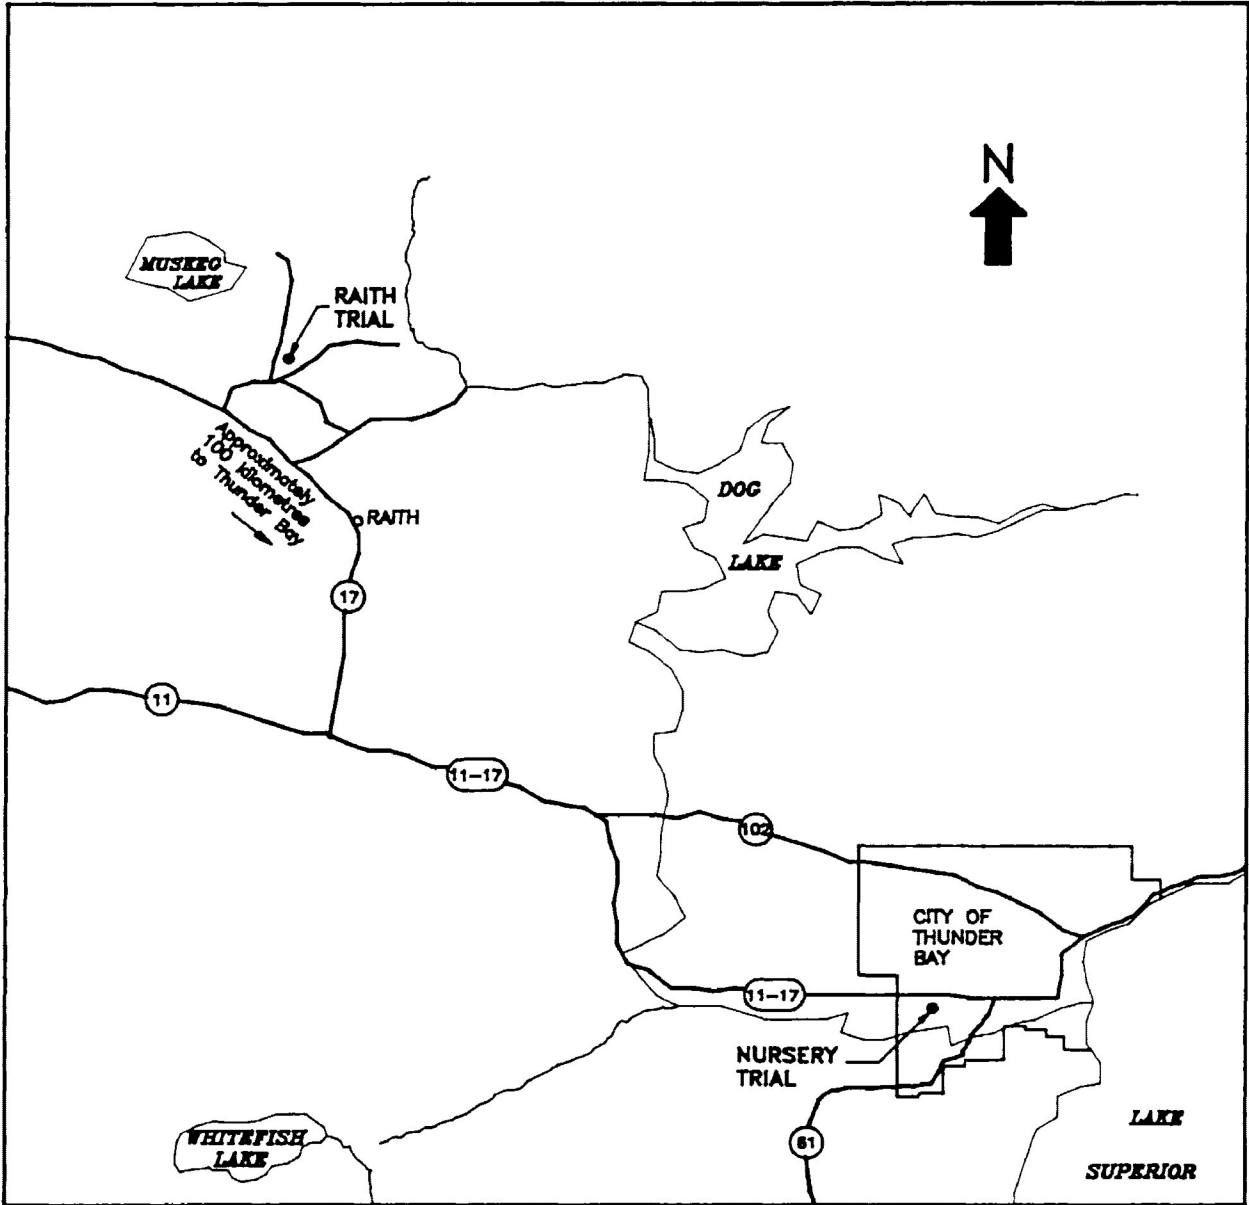 N
MUSKEG
LAKE
RAITH
TRIAL
Approximately
100 kilometres
to Thunder Bay
RAITH
DOG
LAKE
17
11
11-17
102
CITY OF
THUNDER
BAY
11-17
NURSERY
TRIAL
61
WHITEFISH
LAKE
LAKE
SUPERIOR